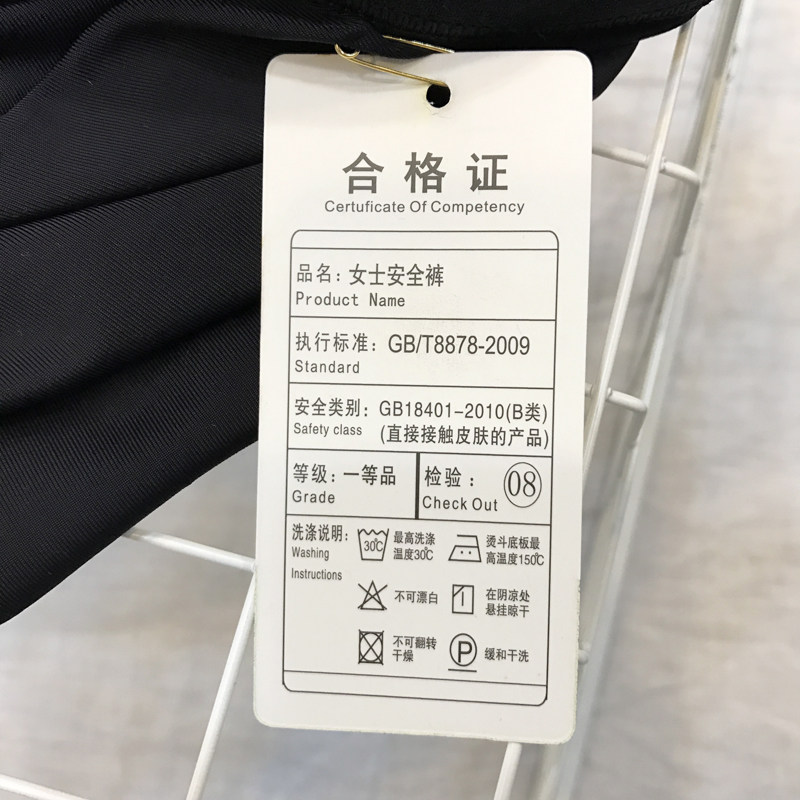 合格证
Certuficate Of Competency
品名：女士安全裤
Product Name
执行标准：GB/T8878-2009
Standard
安全类别：GB18401-2010(B类)
Safety class (直接接触皮肤的产品)
等级：一等品
Grade
检验：08
Check Out
洗涤说明：
Washing
Instructions
30℃
最高洗涤
温度30℃
烫斗底板最
高温度150℃
不可漂白
在阴凉处
悬挂晾干
不可翻转
干燥
P
缓和干洗